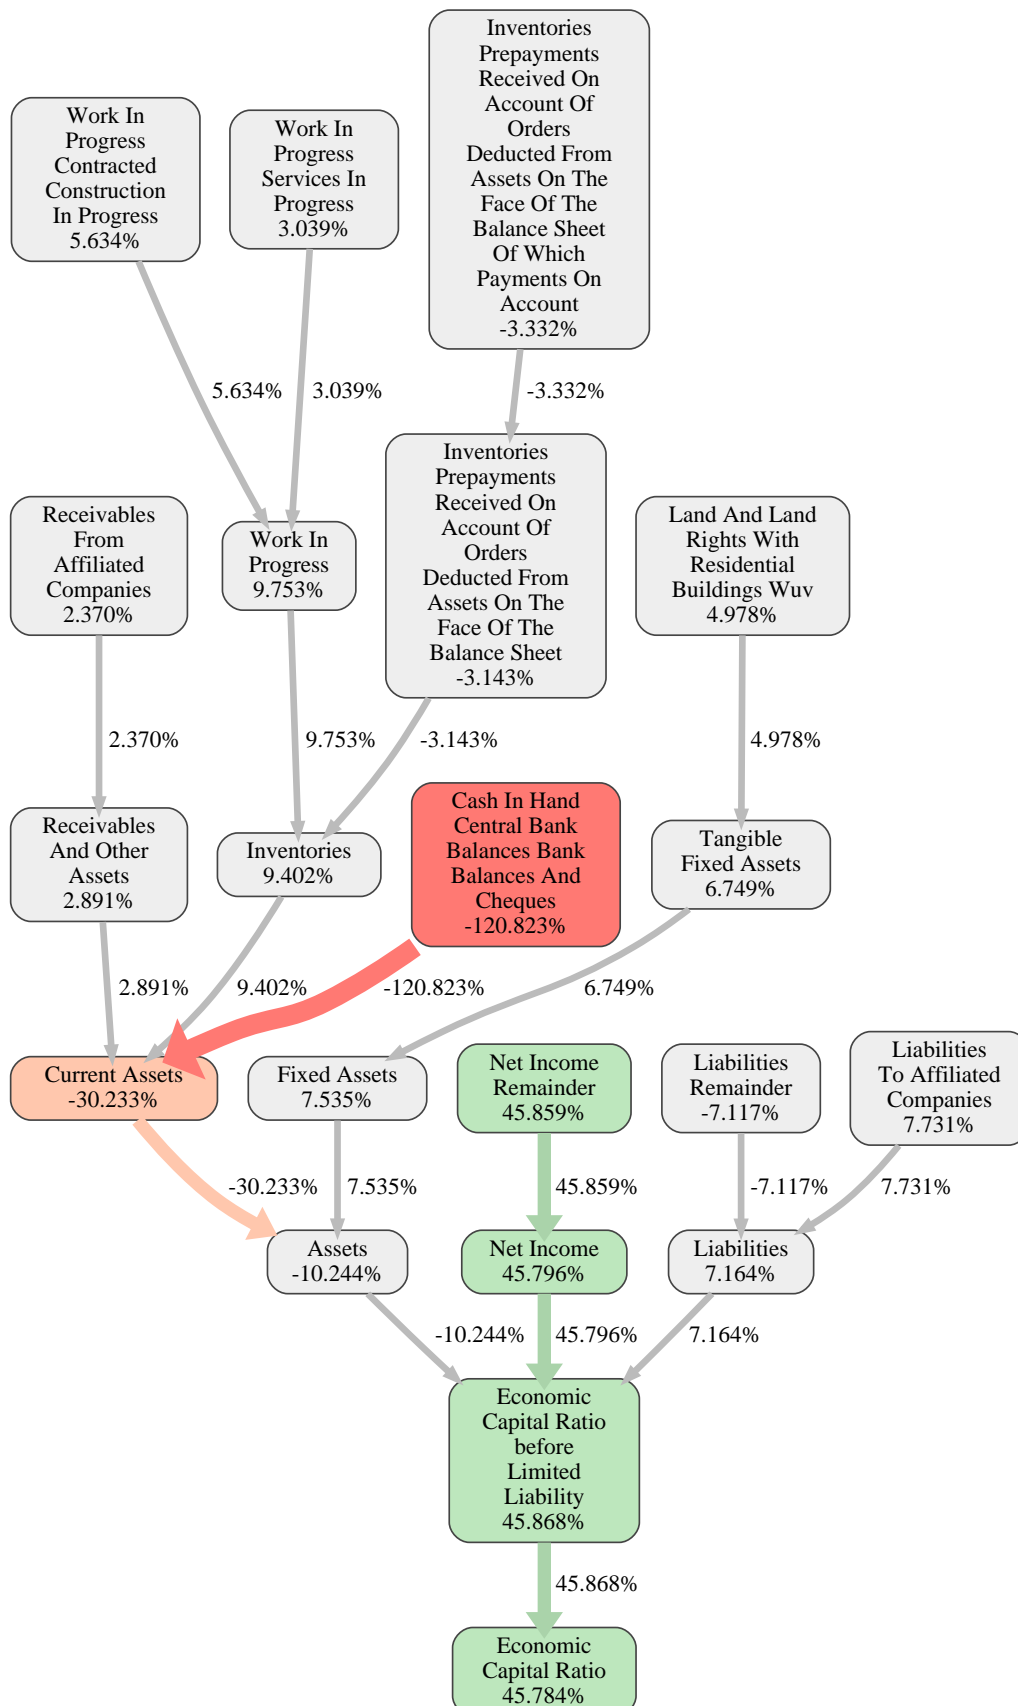 Inventories
Prepayments
Received On
Account Of
Orders
Deducted From
Assets On The
Face Of The
Balance Sheet
Of Which
Payments On
Account
-3.332%
Work In
Progress
Contracted
Construction
In Progress
5.634%
Work In
Progress
Services In
Progress
3.039%
5.634%
3.039%
-3.332%
Receivables
From
Affiliated
Companies
2.370%
Work In
Progress
9.753%
Inventories
Prepayments
Received On
Account Of
Orders
Deducted From
Assets On The
Face Of The
Balance Sheet
-3.143%
Land And Land
Rights With
Residential
Buildings Wuv
4.978%
2.370%
9.753%
-3.143%
4.978%
Receivables
And Other
Assets
2.891%
Inventories
9.402%
Cash In Hand
Central Bank
Balances Bank
Balances And
Cheques
-120.823%
Tangible
Fixed Assets
6.749%
2.891%
9.402%
-120.823%
6.749%
Current Assets
-30.233%
Fixed Assets
7.535%
Net Income
Remainder
45.859%
Liabilities
Remainder
-7.117%
Liabilities
To Affiliated
Companies
7.731%
-30.233%
7.535%
45.859%
-7.117%
7.731%
Assets
-10.244%
Net Income
45.796%
Liabilities
7.164%
-10.244%
45.796%
7.164%
Economic
Capital Ratio
before
Limited
Liability
45.868%
45.868%
Economic
Capital Ratio
45.784%